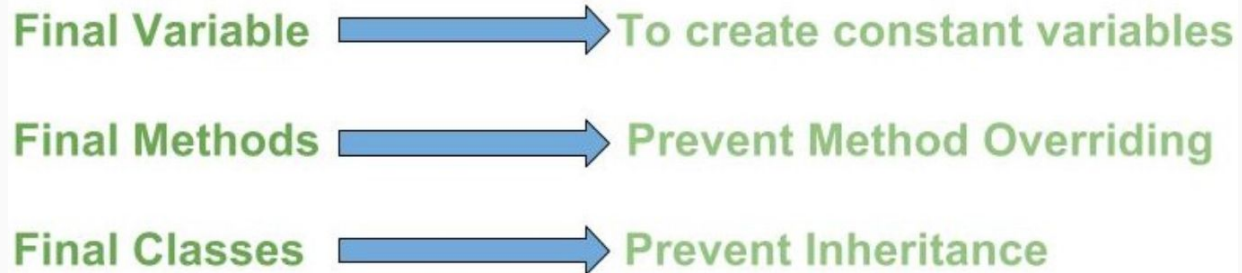 Final Variable To create constant variables
Final Methods Prevent Method Overriding
Final Classes Prevent Inheritance